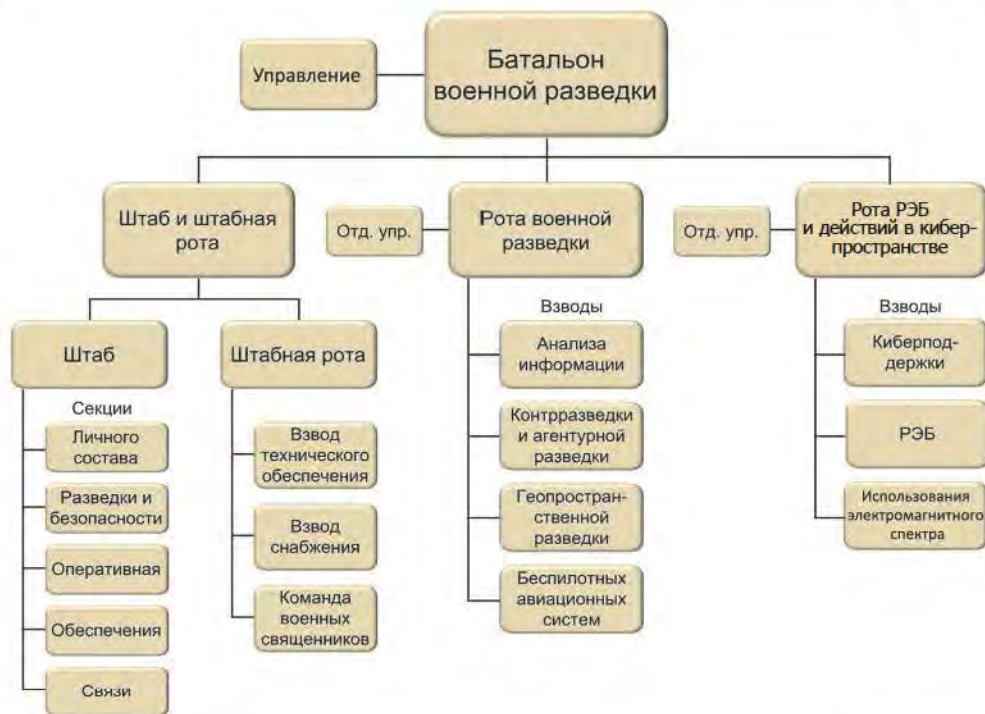 Управление
Батальон
военной разведки
Штаб и штабная
рота
Отд. упр.
Рота военной
разведки
Отд. упр.
Рота РЭБ
и действий в кибер-
пространстве
Штаб
Секции
Личного
состава
Разведки и
безопасности
Оперативная
Обеспечения
Связи
Штабная рота
Взвод
технического
обеспечения
Взвод
снабжения
Команда
военных
священников
Взводы
Анализа
информации
Контрразведки
и агентурной
разведки
Геопростран-
ственной
разведки
Беспилотных
авиационных
систем
Взводы
Киберпод-
держки
РЭБ
Использования
электромагнитного
спектра